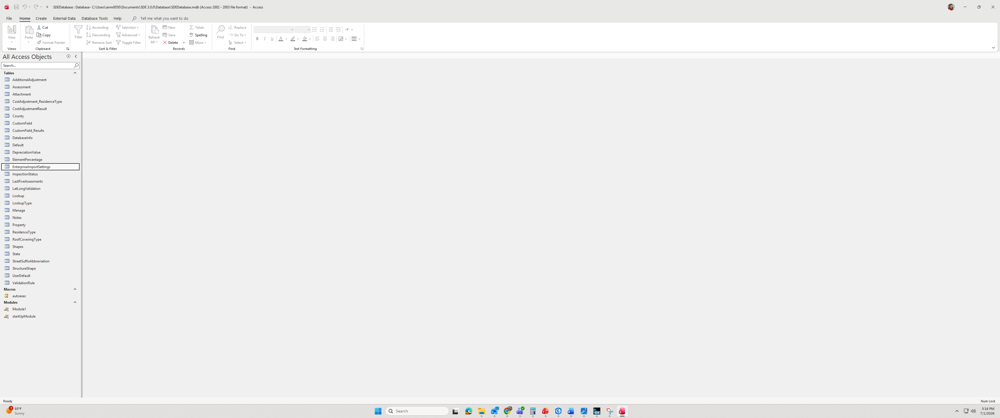 SDEDatabase : Database- C:\Users\anm0050\Documents\SDE 3.0.0\Database\SDEDatabase.mdb (Access 2002 - 2003 file format)  -  Access
File Home Create External Data Database Tools Help Tell me what you want to do
View
Views
Paste
Cut
Copy
Format Painter
Clipboard
Filter
Ascending
Descending
Remove Sort
Selection
Advanced
Toggle Filter
Sort & Filter
Refresh
All
New
Save
Delete
Totals
Spelling
More
Records
Find
Replace
Go To
Select
Find
B I U
Text Formatting
All Access Objects
Search...
Tables
AdditionalAdjustment
Assessment
Attachment
CostAdjustment_ResidenceType
CostAdjustmentResult
County
CustomField
CustomField_Results
DatabaseInfo
Default
DepreciationValue
ElementPercentage
EnterpriseImportSettings
InspectionStatus
LastFiveAssesments
LatLongValidation
Lookup
LookupType
Manage
Notes
Property
ResidenceType
RoofCoveringType
Shapes
State
StreetSuffixAbbreviation
StructureShape
UserDefault
ValidationRule
Macros
autoexec
Modules
Module1
startUpModule
Ready
Num Lock
1
93°F
Sunny
Search
SDE
3:16 PM
7/1/2026